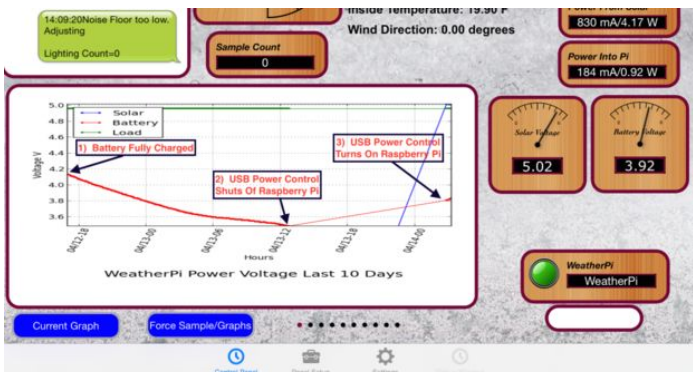 14:09:20Noise Floor too low.
Adjusting
Lighting Count=0
Sample Count
0
Inside Temperature: 19.90 F
Wind Direction: 0.00 degrees
Power From Solar
830 mA/4.17 W
Power Into Pi
184 mA/0.92 W
Solar Voltage
5.02
Battery Voltage
3.92
5.0
4.8
4.6
4.4
4.2
4.0
3.8
3.6
Voltage V
Solar
Battery
Load
1) Battery Fully Charged
2) USB Power Control
Shuts Of Raspberry Pi
3) USB Power Control
Turns On Raspberry Pi
04/12-18
04/13-00
04/13-06
04/13-12
04/13-18
04/14-00
Hours
WeatherPi Power Voltage Last 10 Days
WeatherPi
WeatherPi
Current Graph
Force Sample/Graphs
Control Panel